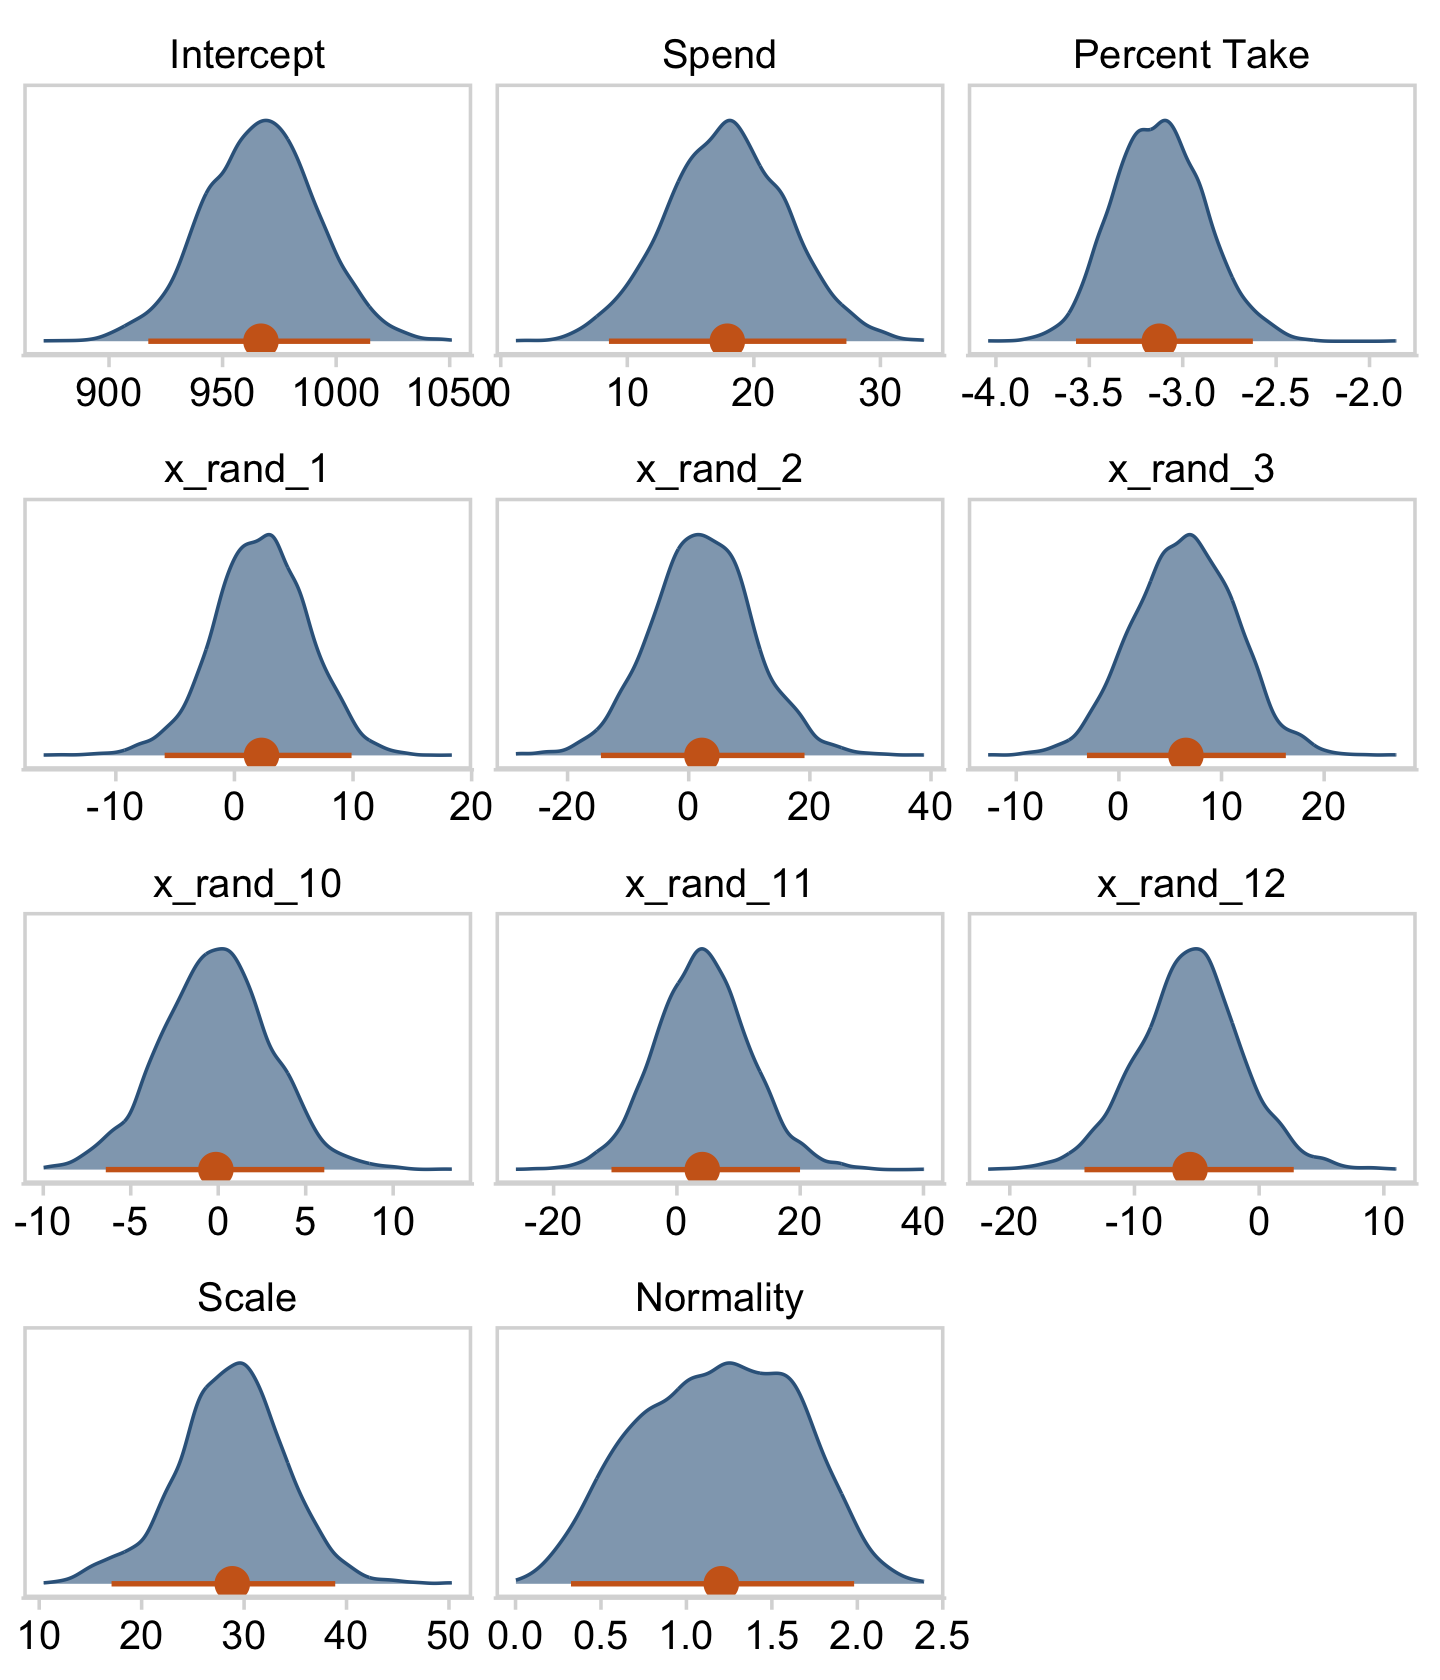 Intercept Spend Percent Take
900 950 1000 1050 0 10 20 30 -4.0 -3.5 -3.0 -2.5 -2.0
x_rand_1 x_rand_2 x_rand_3
-10 0 10 20 -20 0 20 40 -10 0 10 20
x_rand_10 x_rand_11 x_rand_12
-10 -5 0 5 10 -20 0 20 40 -20 -10 0 10
Scale Normality
10 20 30 40 50 0.0 0.5 1.0 1.5 2.0 2.5